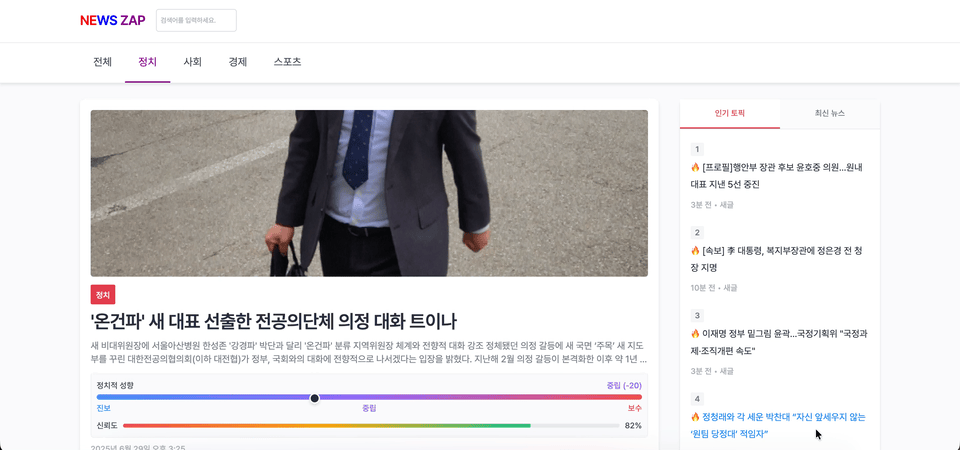 NEWS ZAP
검색어를 입력하세요.
전체
정치
사회
경제
스포츠
정치
'온건파' 새 대표 선출한 전공의단체 의정 대화 트이나
새 비대위원장에 서울아산병원 한성존 '강경파' 박단과 달리 '온건파' 분류 지역위원장 체계와 전향적 대화 강조 정체됐던 의정 갈등에 새 국면 '주목' 새 지도
부를 꾸린 대한전공의협의회(이하 대전협)가 정부, 국회와의 대화에 전향적으로 나서겠다는 입장을 밝혔다. 지난해 2월 의정 갈등이 본격화한 이후 약 1년 ...
정치적 성향
중립 (-20)
진보
중립
보수
신뢰도
82%
2025년 6월 29일 오후 3:25
인기 토픽
최신 뉴스
1
🔥 [프로필]행안부 장관 후보 윤호중 의원…원내
대표 지낸 5선 중진
3분 전 • 새글
2
🔥 [속보] 李 대통령, 복지부장관에 정은경 전 청
장 지명
10분 전 • 새글
3
🔥 이재명 정부 밑그림 윤곽…국정기획위 "국정과
제·조직개편 속도"
3분 전 • 새글
4
🔥 정청래와 각 세운 박찬대 "자신 앞세우지 않는
'원팀 당정대' 적임자"